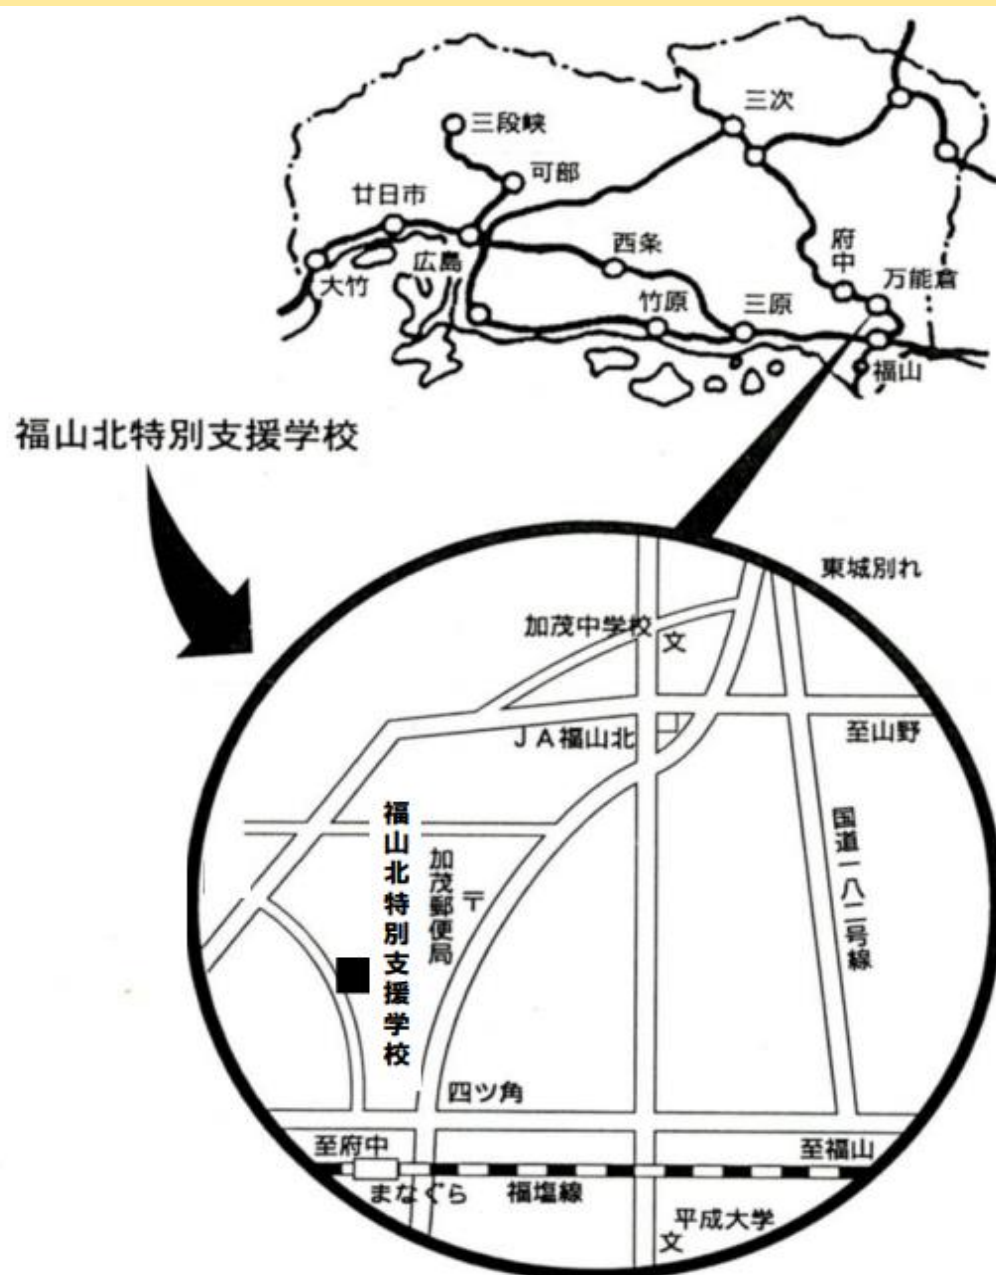 三次
三段峡
可部
廿日市
府中
西条
広島
万能倉
大竹
竹原
三原
福山
福山北特別支援学校
東城別れ
加茂中学校
文
JA福山北
至山野
福山北特別支援学校
国道一八二号線
加茂郵便局
〒
四ツ角
至府中
至福山
まなぐら
福塩線
平成大学
文